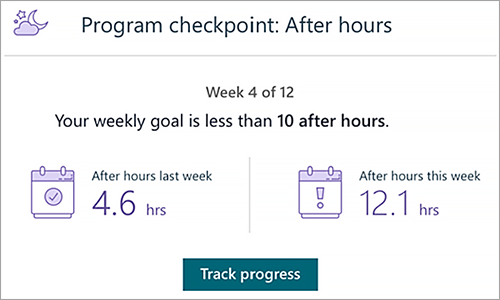 Program checkpoint: After hours
Week 4 of 12
Your weekly goal is less than 10 after hours.
After hours last week
4.6 hrs
After hours this week
12.1 hrs
Track progress